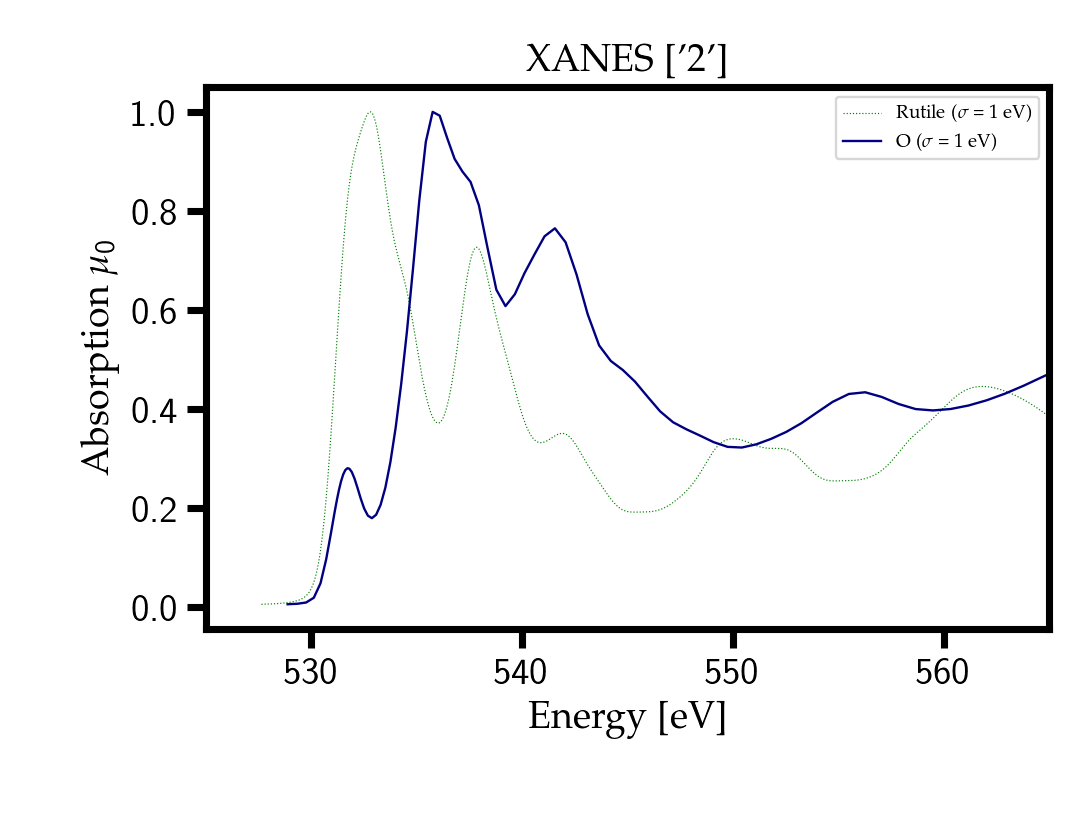 XANES ['2']
Rutile (σ = 1 eV)
O (σ = 1 eV)
Absorption μ₀
1.0
0.8
0.6
0.4
0.2
0.0
530 540 550 560
Energy [eV]